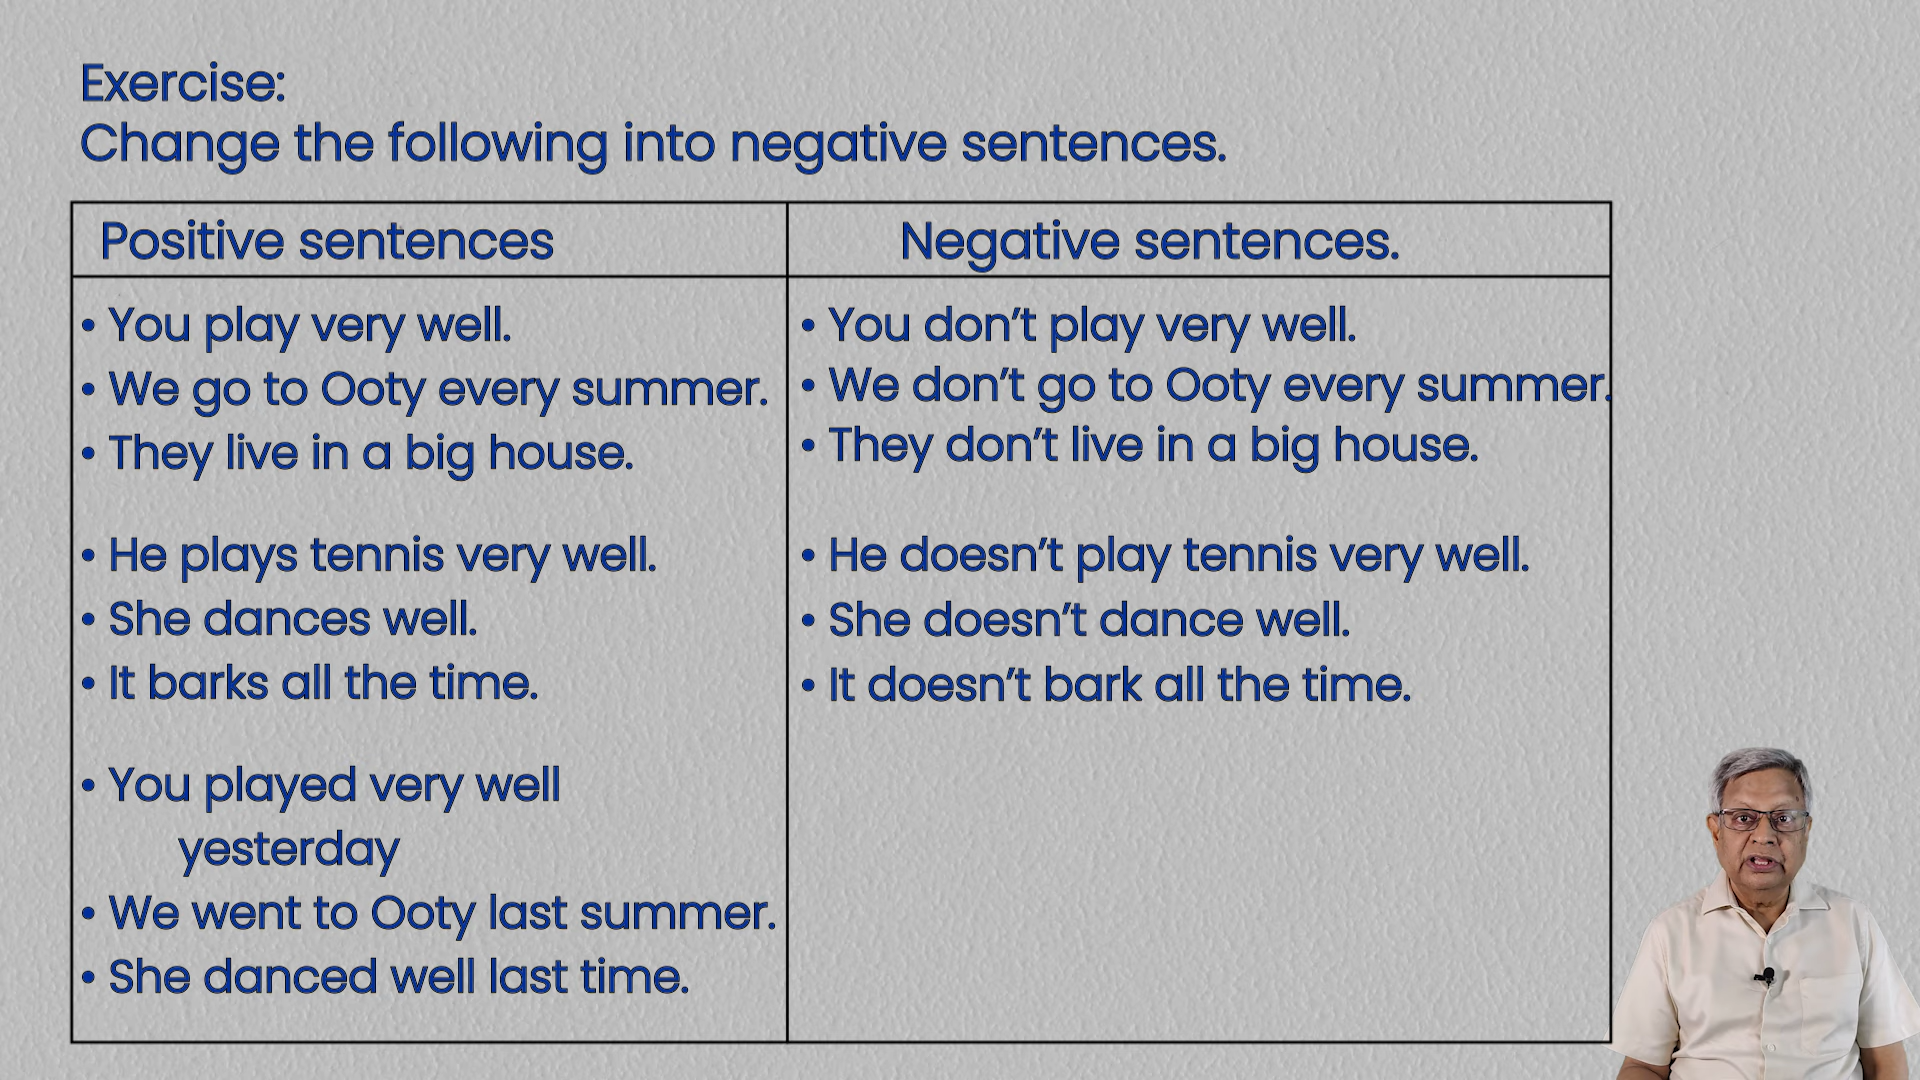 Exercise:
Change the following into negative sentences.
Positive sentences
Negative sentences.
• You play very well.
• We go to Ooty every summer.
• They live in a big house.
• He plays tennis very well.
• She dances well.
• It barks all the time.
• You played very well
yesterday
• We went to Ooty last summer.
• She danced well last time.
• You don’t play very well.
• We don’t go to Ooty every summer.
• They don’t live in a big house.
• He doesn’t play tennis very well.
• She doesn’t dance well.
• It doesn’t bark all the time.